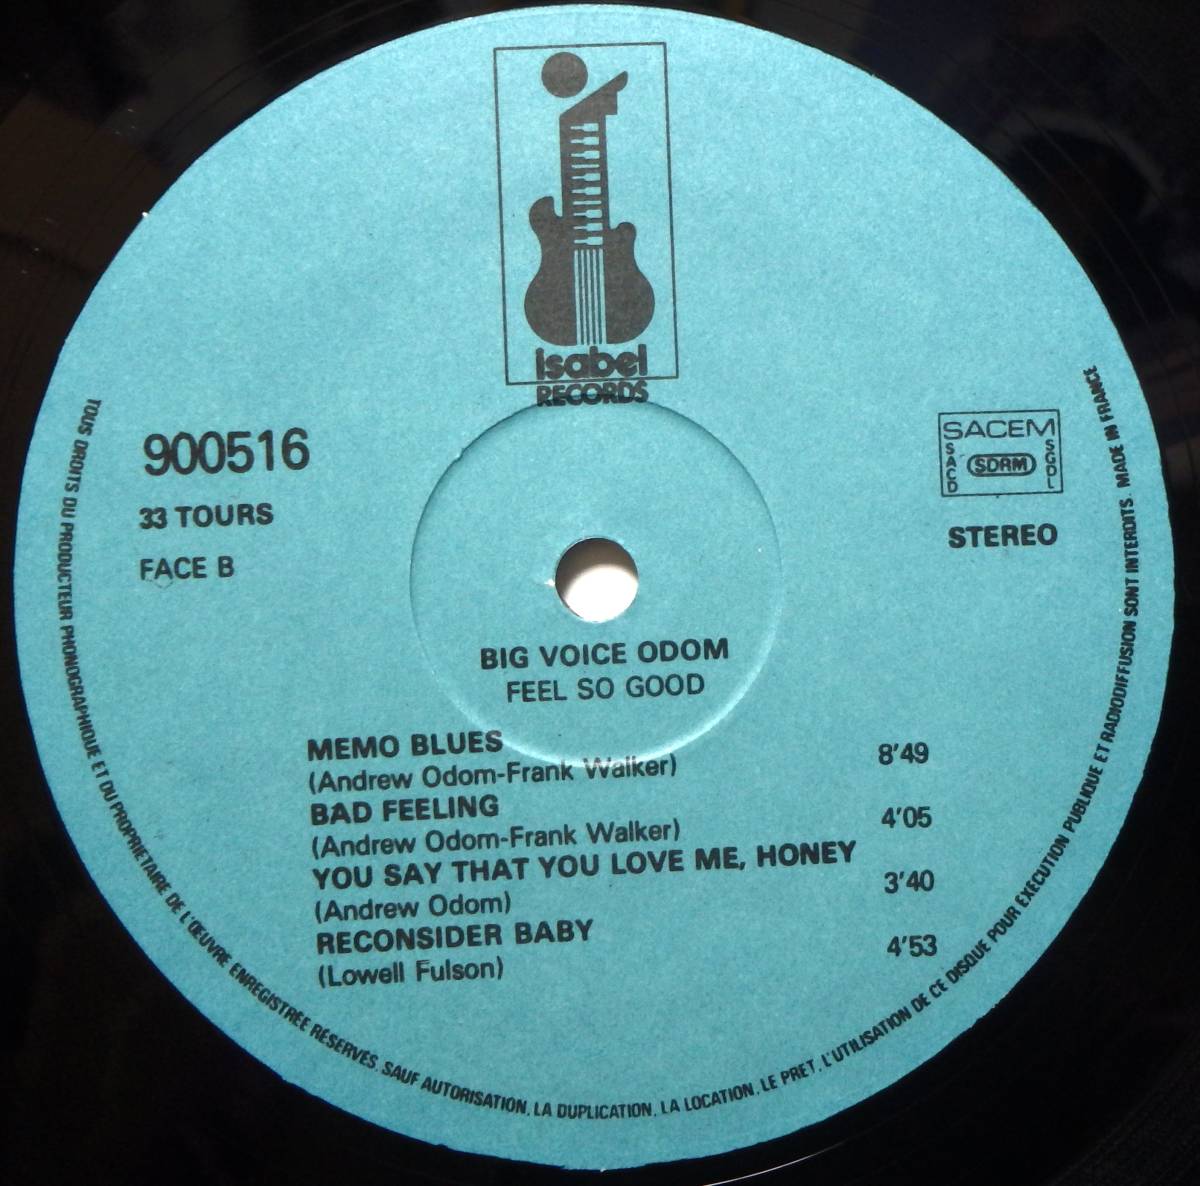 Isabel
RECORDS
900516
33 TOURS
FACE B
SACEM
SACD
SDRM
SGDL
STEREO
BIG VOICE ODOM
FEEL SO GOOD
MEMO BLUES 8'49
(Andrew Odom-Frank Walker)
BAD FEELING 4'05
(Andrew Odom-Frank Walker)
YOU SAY THAT YOU LOVE ME, HONEY 3'40
(Andrew Odom)
RECONSIDER BABY 4'53
(Lowell Fulson)
TOUS DROITS DU PRODUCTEUR PHONOGRAPHIQUE ET DU PROPRIETAIRE DE L'ŒUVRE ENREGISTRÉE RÉSERVÉS. SAUF AUTORISATION, LA DUPLICATION, LA LOCATION, LE PRET, L'UTILISATION DE CE DISQUE POUR EXECUTION PUBLIQUE ET RADIODIFFUSION SONT INTERDITS. MADE IN FRANCE